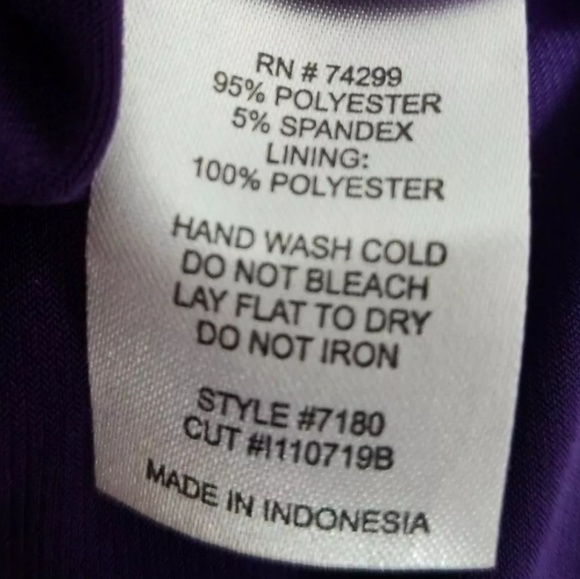 RN # 74299
95% POLYESTER
5% SPANDEX
LINING:
100% POLYESTER
HAND WASH COLD
DO NOT BLEACH
LAY FLAT TO DRY
DO NOT IRON
STYLE #7180
CUT #I110719B
MADE IN INDONESIA